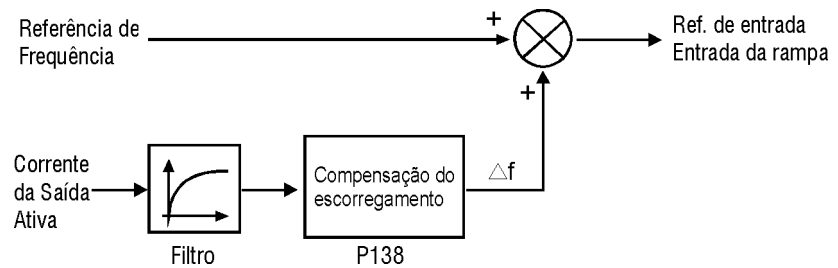 Referência de
Frequência
+
Ref. de entrada
Entrada da rampa
+
Corrente
da Saída
Ativa
Filtro
Compensação do
escorregamento
P138
△f